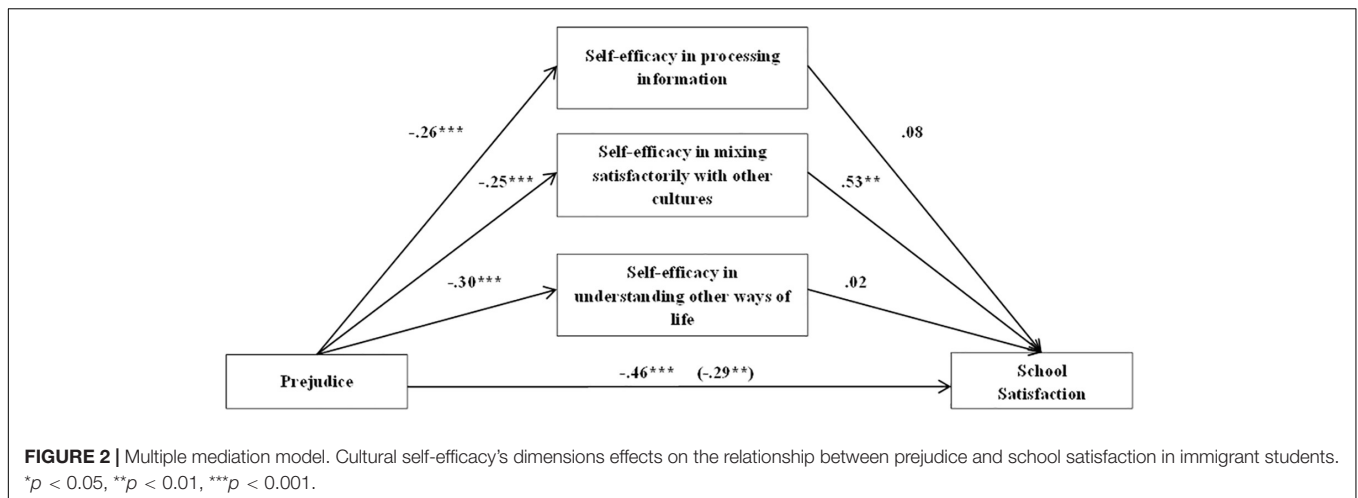 Self-efficacy in processing
information
-.26***
.08
Self-efficacy in mixing
satisfactorily with other
cultures
-.25***
.53**
Self-efficacy in
understanding other ways of
life
-.30***
.02
Prejudice
-.46*** (-.29**)
School
Satisfaction
FIGURE 2 | Multiple mediation model. Cultural self-efficacy's dimensions effects on the relationship between prejudice and school satisfaction in immigrant students.
*p < 0.05, **p < 0.01, ***p < 0.001.